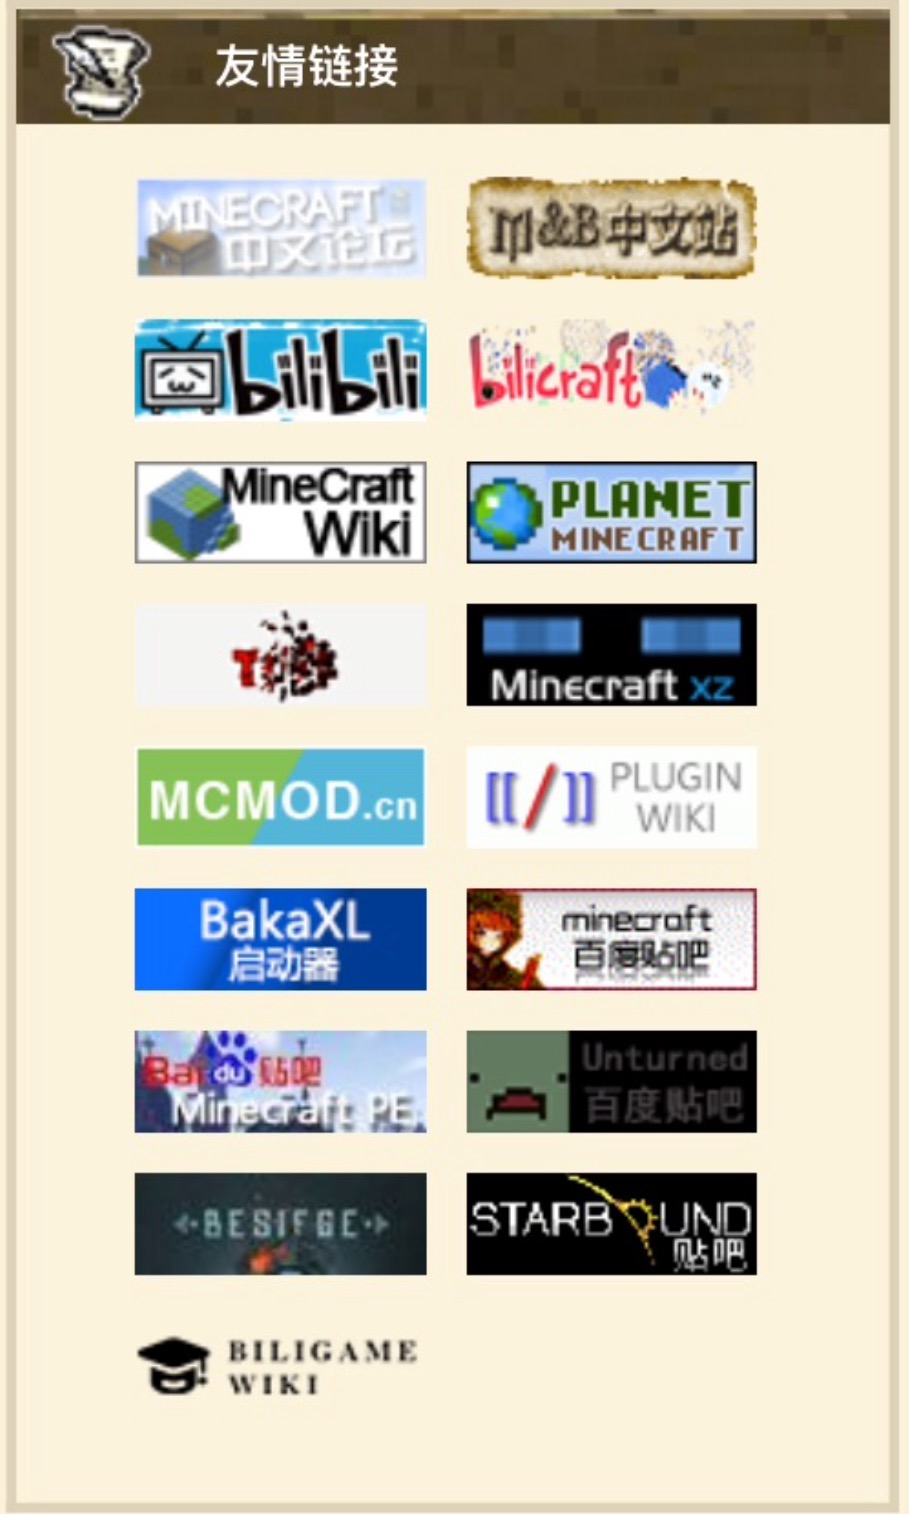 友情链接
MINECRAFT
中文论坛
M&B中文站
bilibili
bilicraft
MineCraft
Wiki
PLANET
MINECRAFT
Minecraft xz
MCMOD.cn
[[/]] PLUGIN
WIKI
BakaXL
启动器
minecraft
百度贴吧
Bai du 贴吧
Minecraft PE
Unturned
百度贴吧
BESIEGE
STARBOUND
贴吧
BILIGAME
WIKI